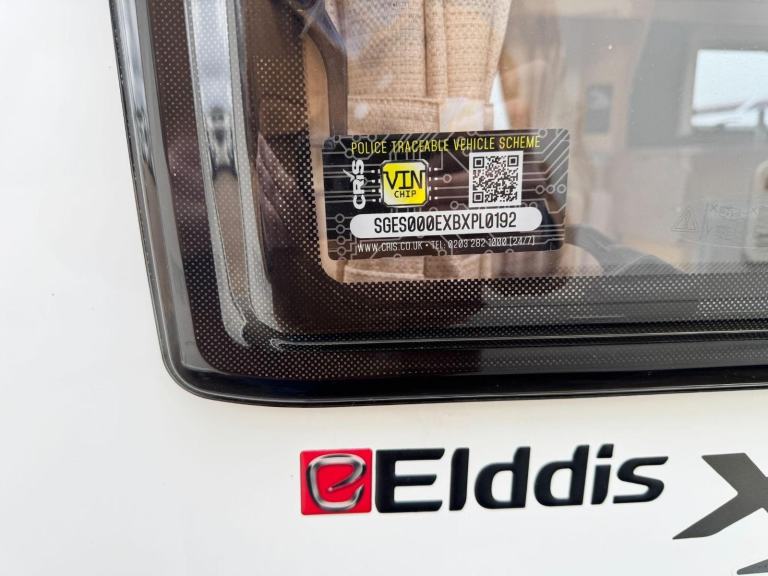 POLICE TRACEABLE VEHICLE SCHEME
CRiS
VIN
CHIP
SGES000EXBXPL0192
WWW.CRIS.CO.UK • TEL: 0203 282 1000 (24/7)
Elddis